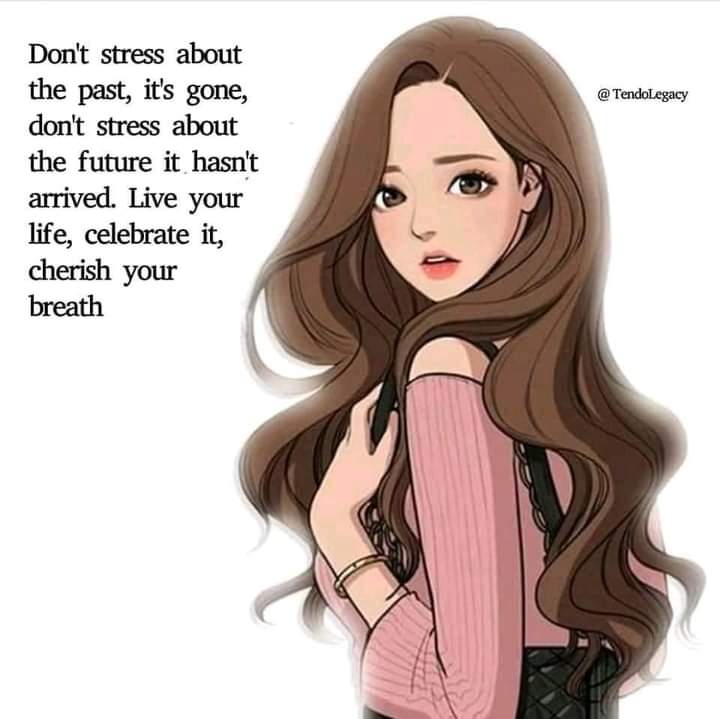 Don't stress about
the past, it's gone,
don't stress about
the future it hasn't
arrived. Live your
life, celebrate it,
cherish your
breath
@TendoLegacy